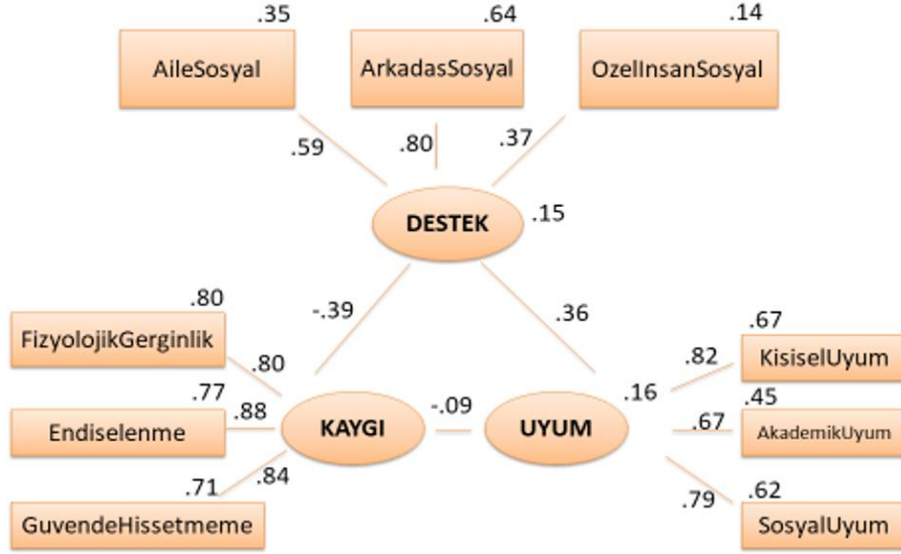 .35
.64
.14
AileSosyal
ArkadasSosyal
OzelInsanSosyal
.59
.80
.37
DESTEK
.15
-.39
.36
.80
FizyolojikGerginlik
.80
.77
Endiselenme
.88
.71
GuvendeHissetmeme
.84
KAYGI
-.09
UYUM
.16
.67
.82
KisiselUyum
.45
.67
AkademikUyum
.62
.79
SosyalUyum